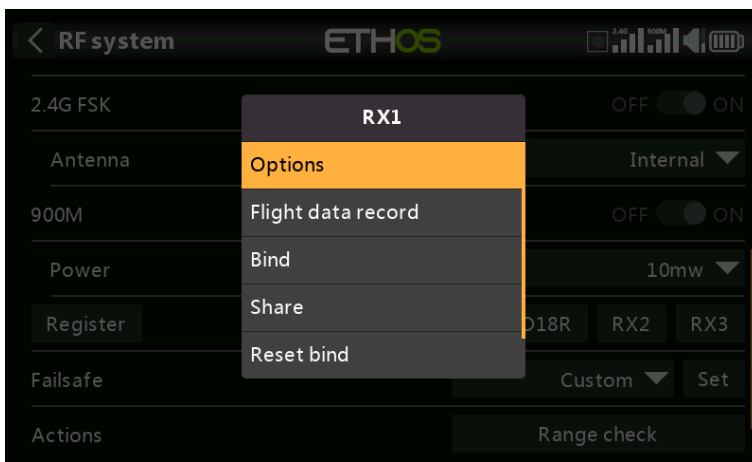 RF system ETHOS 2.4G 900M
2.4G FSK OFF ON
RX1
Antenna Internal
Options
Flight data record
900M OFF ON
Bind
Power 10mw
Share
Register RX2 RX3
Reset bind
Failsafe Custom Set
Actions Range check